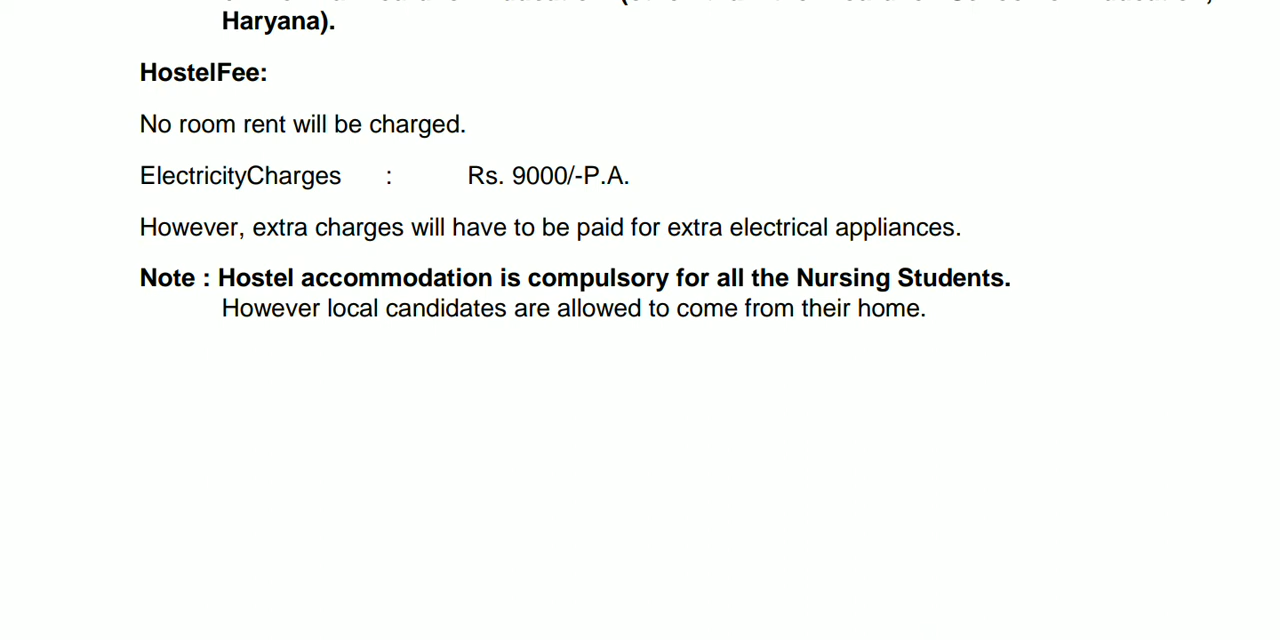 Haryana).
HostelFee:
No room rent will be charged.
ElectricityCharges : Rs. 9000/-P.A.
However, extra charges will have to be paid for extra electrical appliances.
Note : Hostel accommodation is compulsory for all the Nursing Students.
However local candidates are allowed to come from their home.